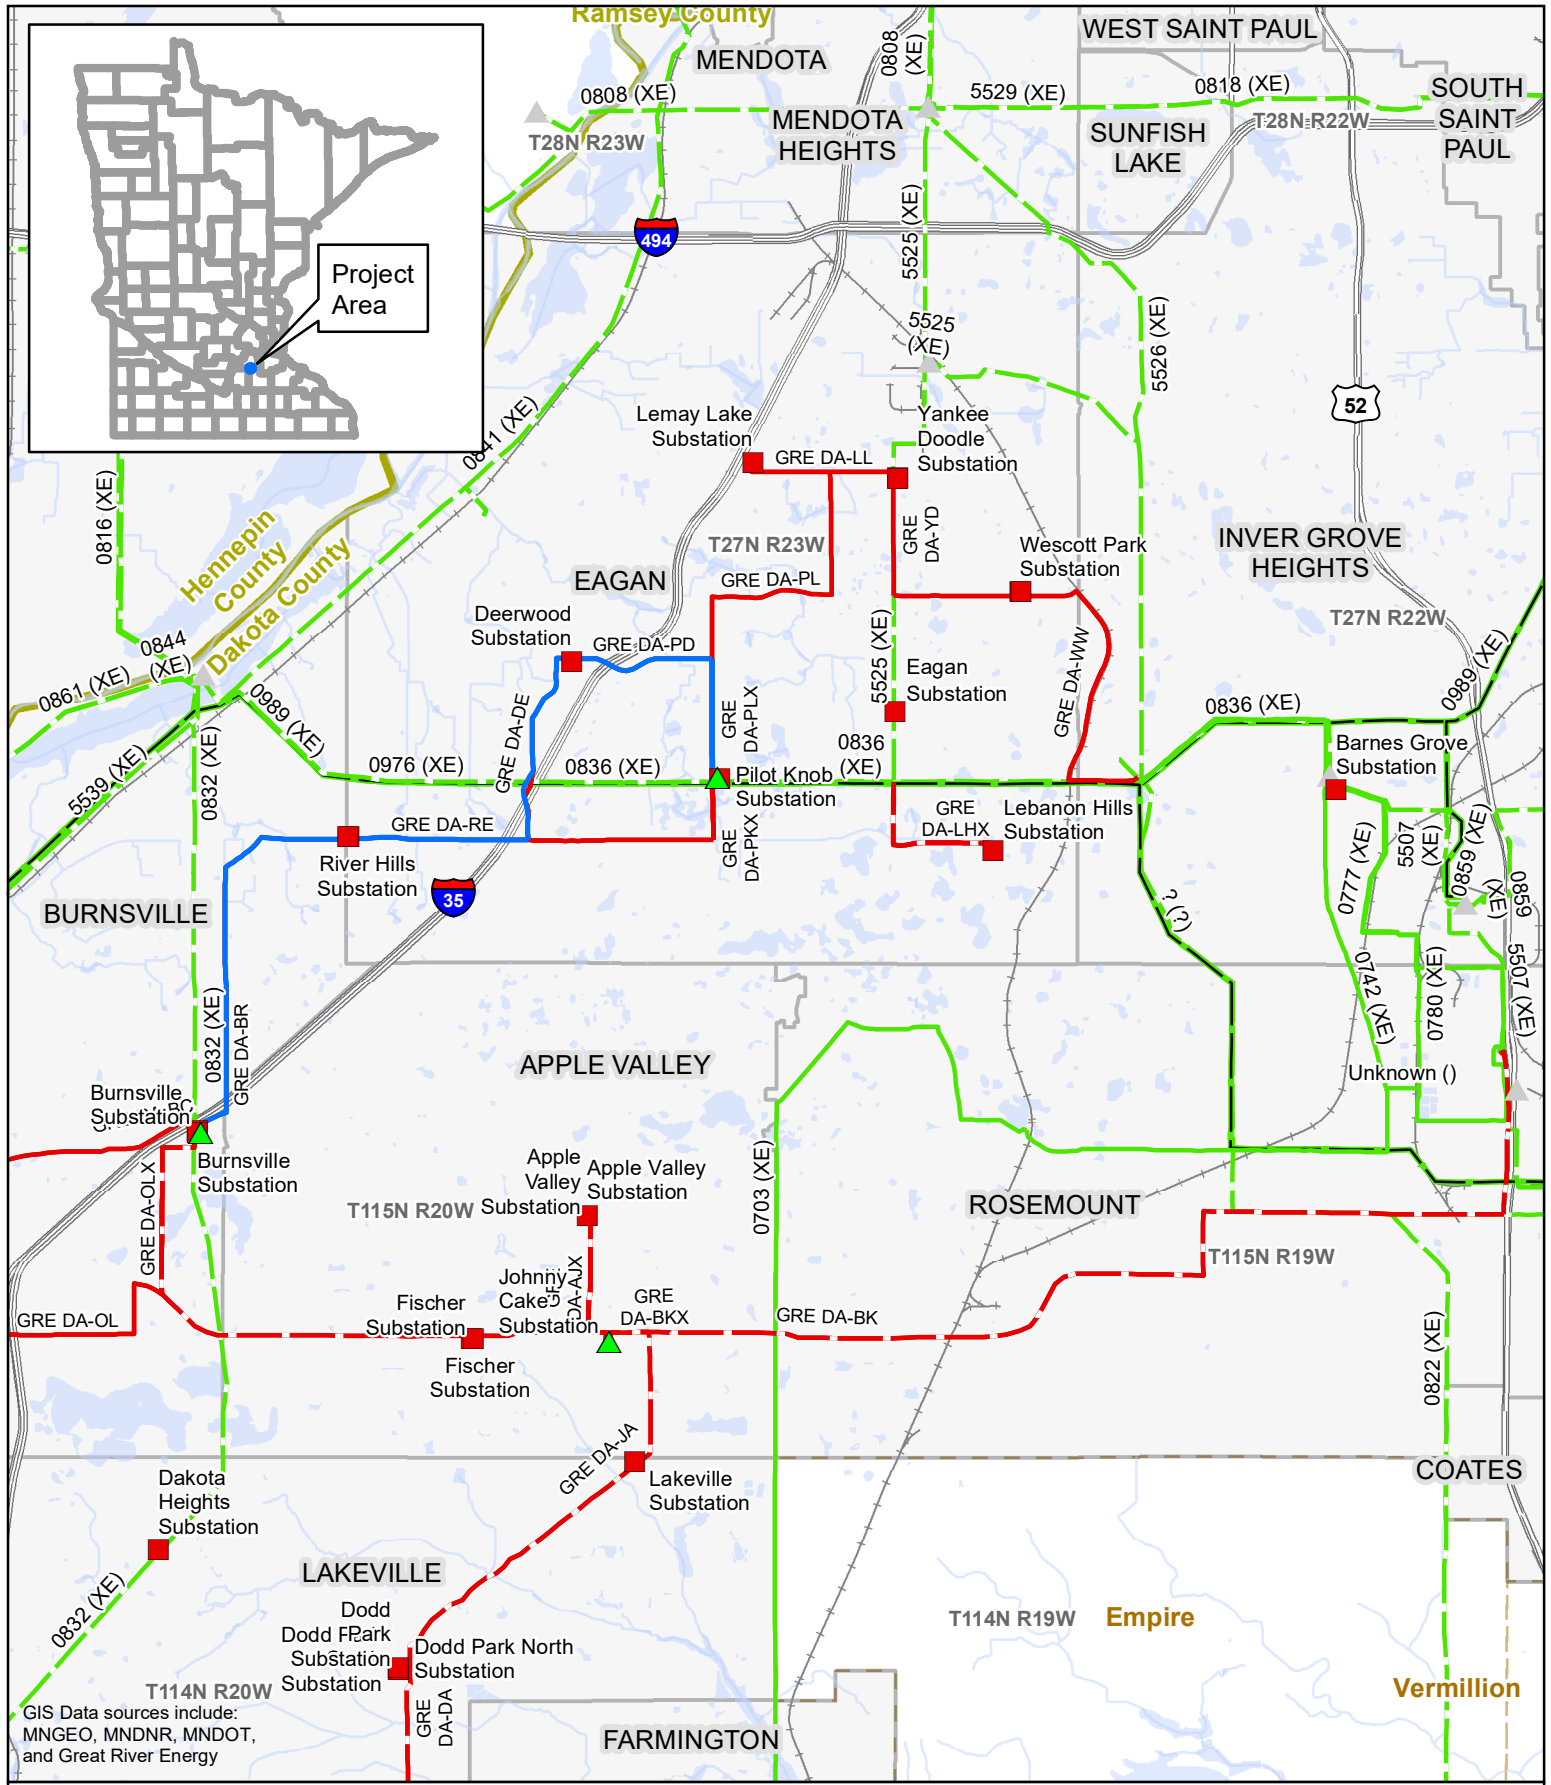 Ramsey County
MENDOTA
0808
(XE)
WEST SAINT PAUL
0808 (XE)
5529 (XE)
0818 (XE)
SOUTH
SAINT
PAUL
T28N R23W
MENDOTA
HEIGHTS
SUNFISH
LAKE
T28N R22W
494
5525 (XE)
Project
Area
5525
(XE)
5526 (XE)
52
0841 (XE)
Lemay Lake
Substation
GRE DA-LL
Yankee
Doodle
Substation
0816 (XE)
Hennepin
County
Dakota County
T27N R23W
GRE
DA-YD
Wescott Park
Substation
INVER GROVE
HEIGHTS
EAGAN
GRE DA-PL
T27N R22W
Deerwood
Substation
GRE DA-PD
0844
(XE)
0861 (XE)
5525 (XE)
Eagan
Substation
GRE DA-WW
0989 (XE)
0989 (XE)
0836 (XE)
GRE DA-DE
GRE
DA-PLX
0832 (XE)
5539 (XE)
0976 (XE)
0836 (XE)
0836
(XE)
Pilot Knob
Substation
Barnes Grove
Substation
GRE DA-RE
GRE
DA-PKX
GRE
DA-LHX
Lebanon Hills
Substation
River Hills
Substation
35
0777 (XE)
5507
(XE)
0859 (XE)
0859
(XE)
BURNSVILLE
? (?)
0742 (XE)
0780 (XE)
5507 (XE)
0832 (XE)
GRE DA-BR
APPLE VALLEY
Unknown ()
Burnsville
Substation
Burnsville
Substation
GRE DA-OLX
Apple
Valley
Substation
Apple Valley
Substation
0703 (XE)
T115N R20W
ROSEMOUNT
T115N R19W
GRE DA-OL
Fischer
Substation
Johnny
Cake
Substation
DA-AJX
GRE
DA-BKX
GRE DA-BK
Fischer
Substation
0822 (XE)
GRE DA-JA
Lakeville
Substation
COATES
Dakota
Heights
Substation
LAKEVILLE
0832 (XE)
Dodd
Park
Substation
Dodd
Substation
Dodd Park North
Substation
T114N R19W
Empire
T114N R20W
GRE
DA-DA
Vermillion
FARMINGTON
GIS Data sources include:
MNGEO, MNDNR, MNDOT,
and Great River Energy